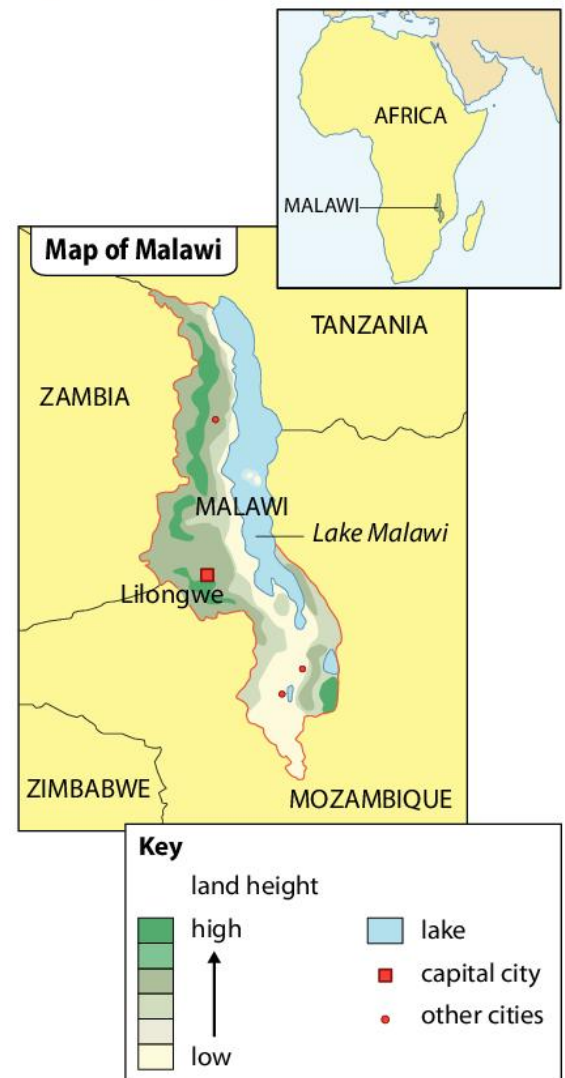 AFRICA
MALAWI
Map of Malawi
TANZANIA
ZAMBIA
MALAWI
Lake Malawi
Lilongwe
ZIMBABWE
MOZAMBIQUE
Key
land height
high
low
lake
capital city
other cities